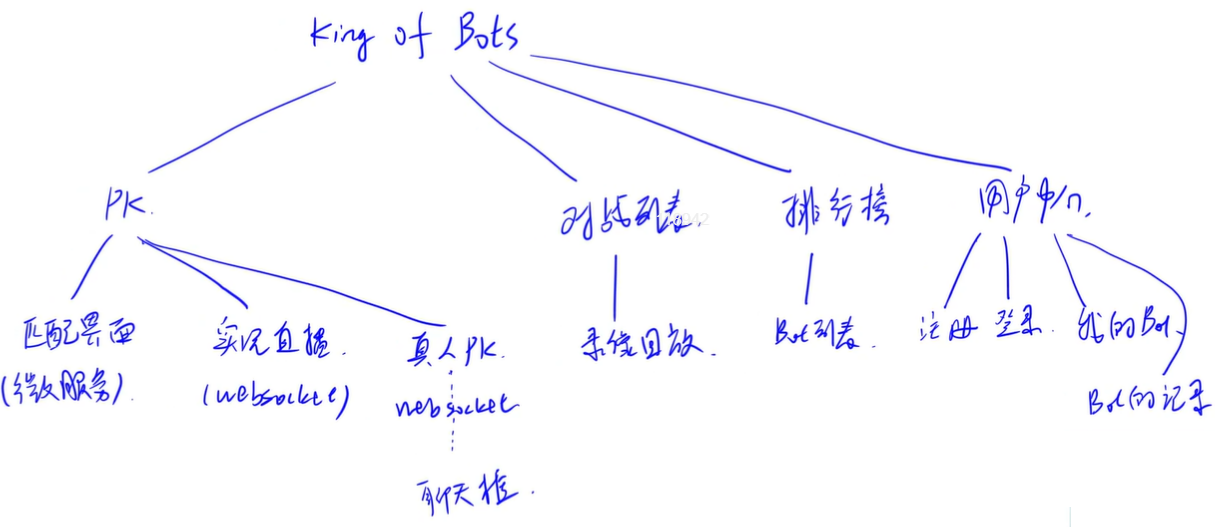 King of Bots
PK.
对战列表.
排行榜
用户中心.
匹配界面
(微服务).
实况直播.
(websocket)
真人PK.
websocket
聊天框.
录像回放.
Bot列表.
注册
登录.
我的Bot.
Bot的记录